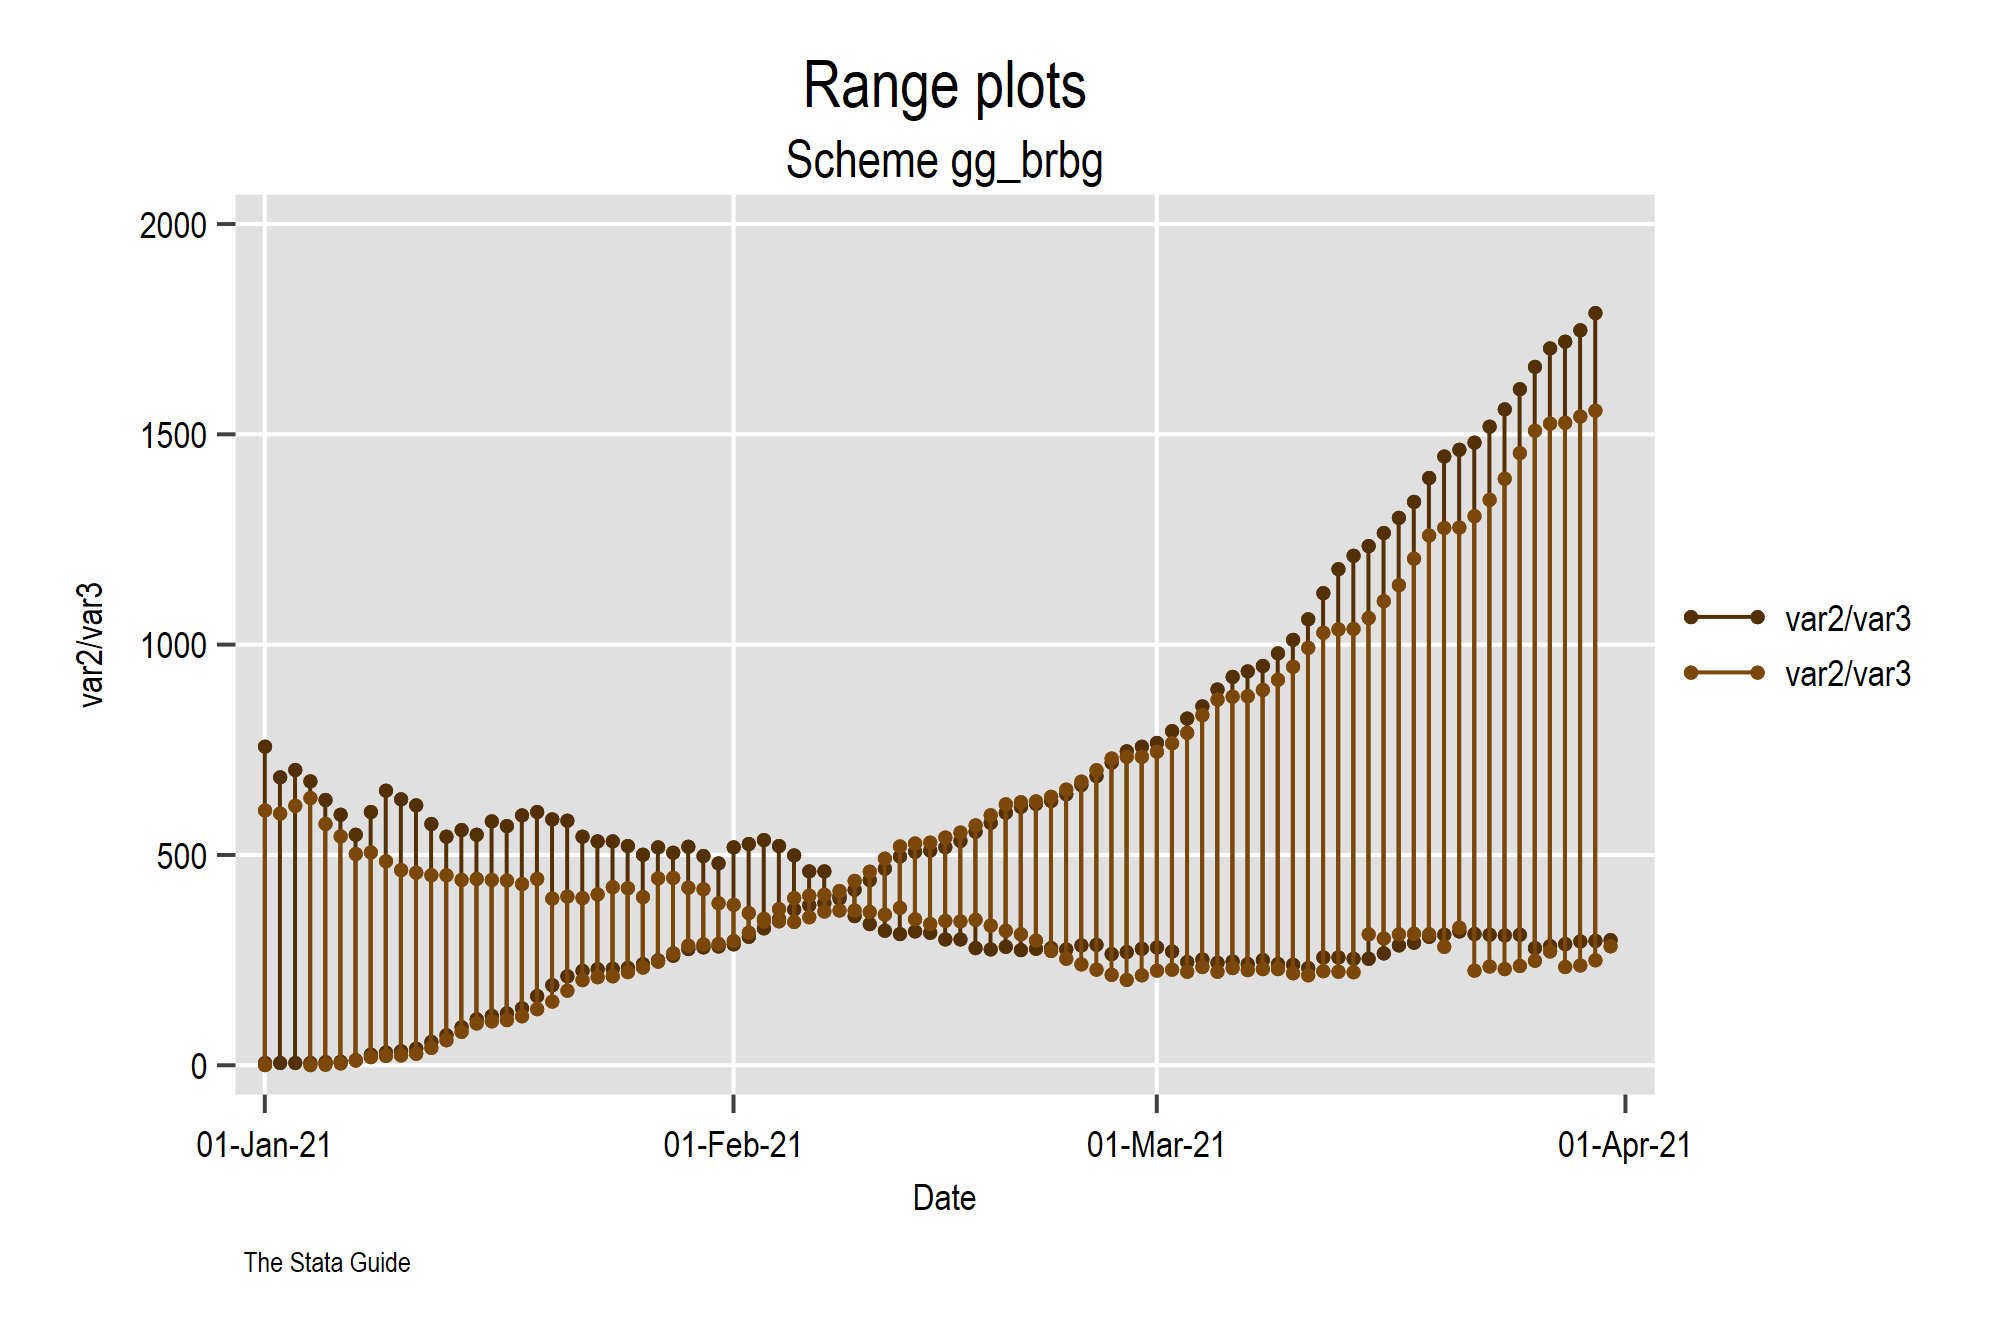 Range plots
Scheme gg_brbg
2000
1500
1000
500
0
var2/var3
var2/var3
var2/var3
01-Jan-21
01-Feb-21
01-Mar-21
01-Apr-21
Date
The Stata Guide